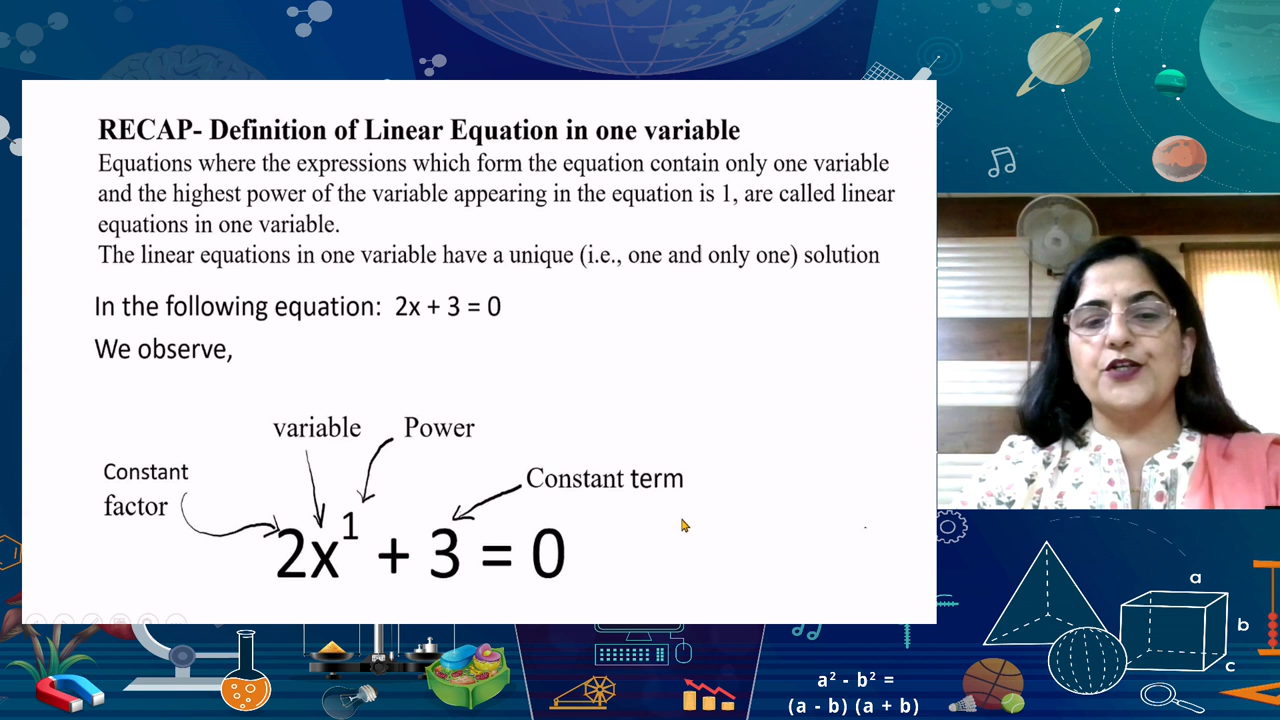 RECAP- Definition of Linear Equation in one variable
Equations where the expressions which form the equation contain only one variable
and the highest power of the variable appearing in the equation is 1, are called linear
equations in one variable.
The linear equations in one variable have a unique (i.e., one and only one) solution
In the following equation: 2x + 3 = 0
We observe,
variable
Power
Constant
factor
Constant term
2x¹ + 3 = 0
a
b
c
a² - b² =
(a - b) (a + b)